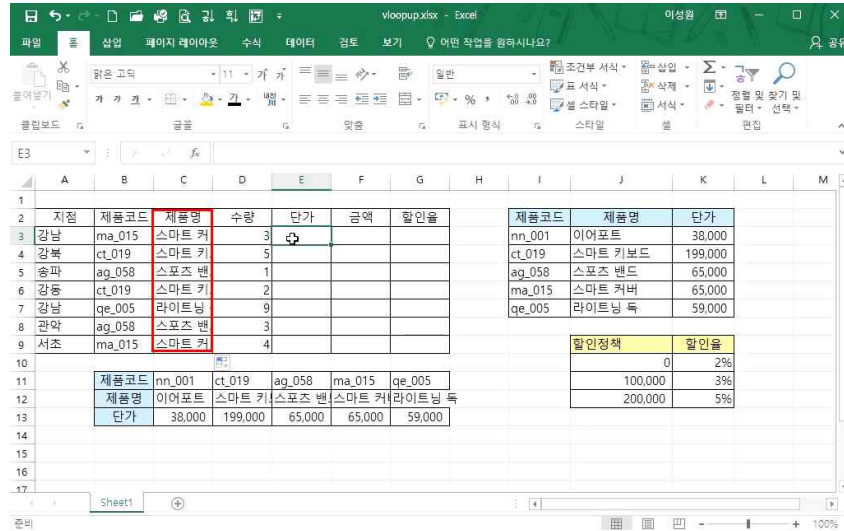 vloopup.xlsx - Excel
이성원
파일 홈 삽입 페이지 레이아웃 수식 데이터 검토 보기 어떤 작업을 원하시나요? 공유
맑은 고딕 11 가 가 일반 조건부 서식 삽입
붙여넣기 가 가 가 가 % , 표 서식 삭제 정렬 및 찾기 및
셀 스타일 서식 필터 선택
클립보드 글꼴 맞춤 표시 형식 스타일 셀 편집
E3 fx
A B C D E F G H I J K L M
1
2 지점 제품코드 제품명 수량 단가 금액 할인율 제품코드 제품명 단가
3 강남 ma_015 스마트 커 3 nn_001 이어포트 38,000
4 강북 ct_019 스마트 키 5 ct_019 스마트 키보드 199,000
5 송파 ag_058 스포츠 밴 1 ag_058 스포츠 밴드 65,000
6 강동 ct_019 스마트 키 2 ma_015 스마트 커버 65,000
7 강남 qe_005 라이트닝 9 qe_005 라이트닝 독 59,000
8 관악 ag_058 스포츠 밴 3
9 서초 ma_015 스마트 커 4 할인정책 할인율
10 0 2%
11 제품코드 nn_001 ct_019 ag_058 ma_015 qe_005 100,000 3%
12 제품명 이어포트 스마트 키 스포츠 밴 스마트 커 라이트닝 독 200,000 5%
13 단가 38,000 199,000 65,000 65,000 59,000
14
15
16
17
Sheet1
준비 100%